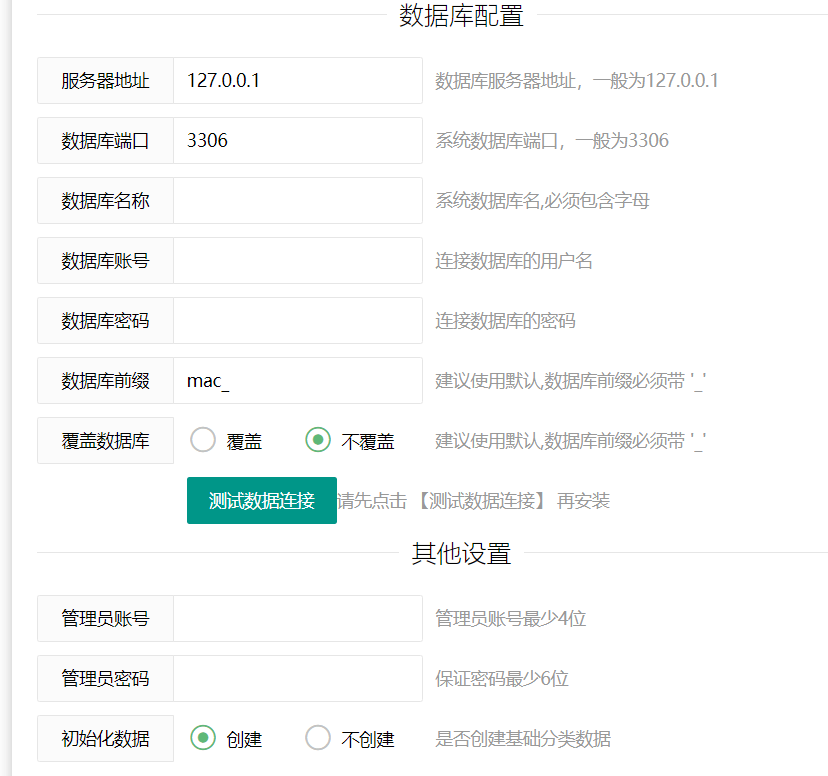 数据库配置
服务器地址 127.0.0.1 数据库服务器地址，一般为127.0.0.1
数据库端口 3306 系统数据库端口，一般为3306
数据库名称 系统数据库名,必须包含字母
数据库账号 连接数据库的用户名
数据库密码 连接数据库的密码
数据库前缀 mac_ 建议使用默认,数据库前缀必须带 '_'
覆盖数据库 覆盖 不覆盖 建议使用默认,数据库前缀必须带 '_'
测试数据连接 请先点击 【测试数据连接】 再安装
其他设置
管理员账号 管理员账号最少4位
管理员密码 保证密码最少6位
初始化数据 创建 不创建 是否创建基础分类数据